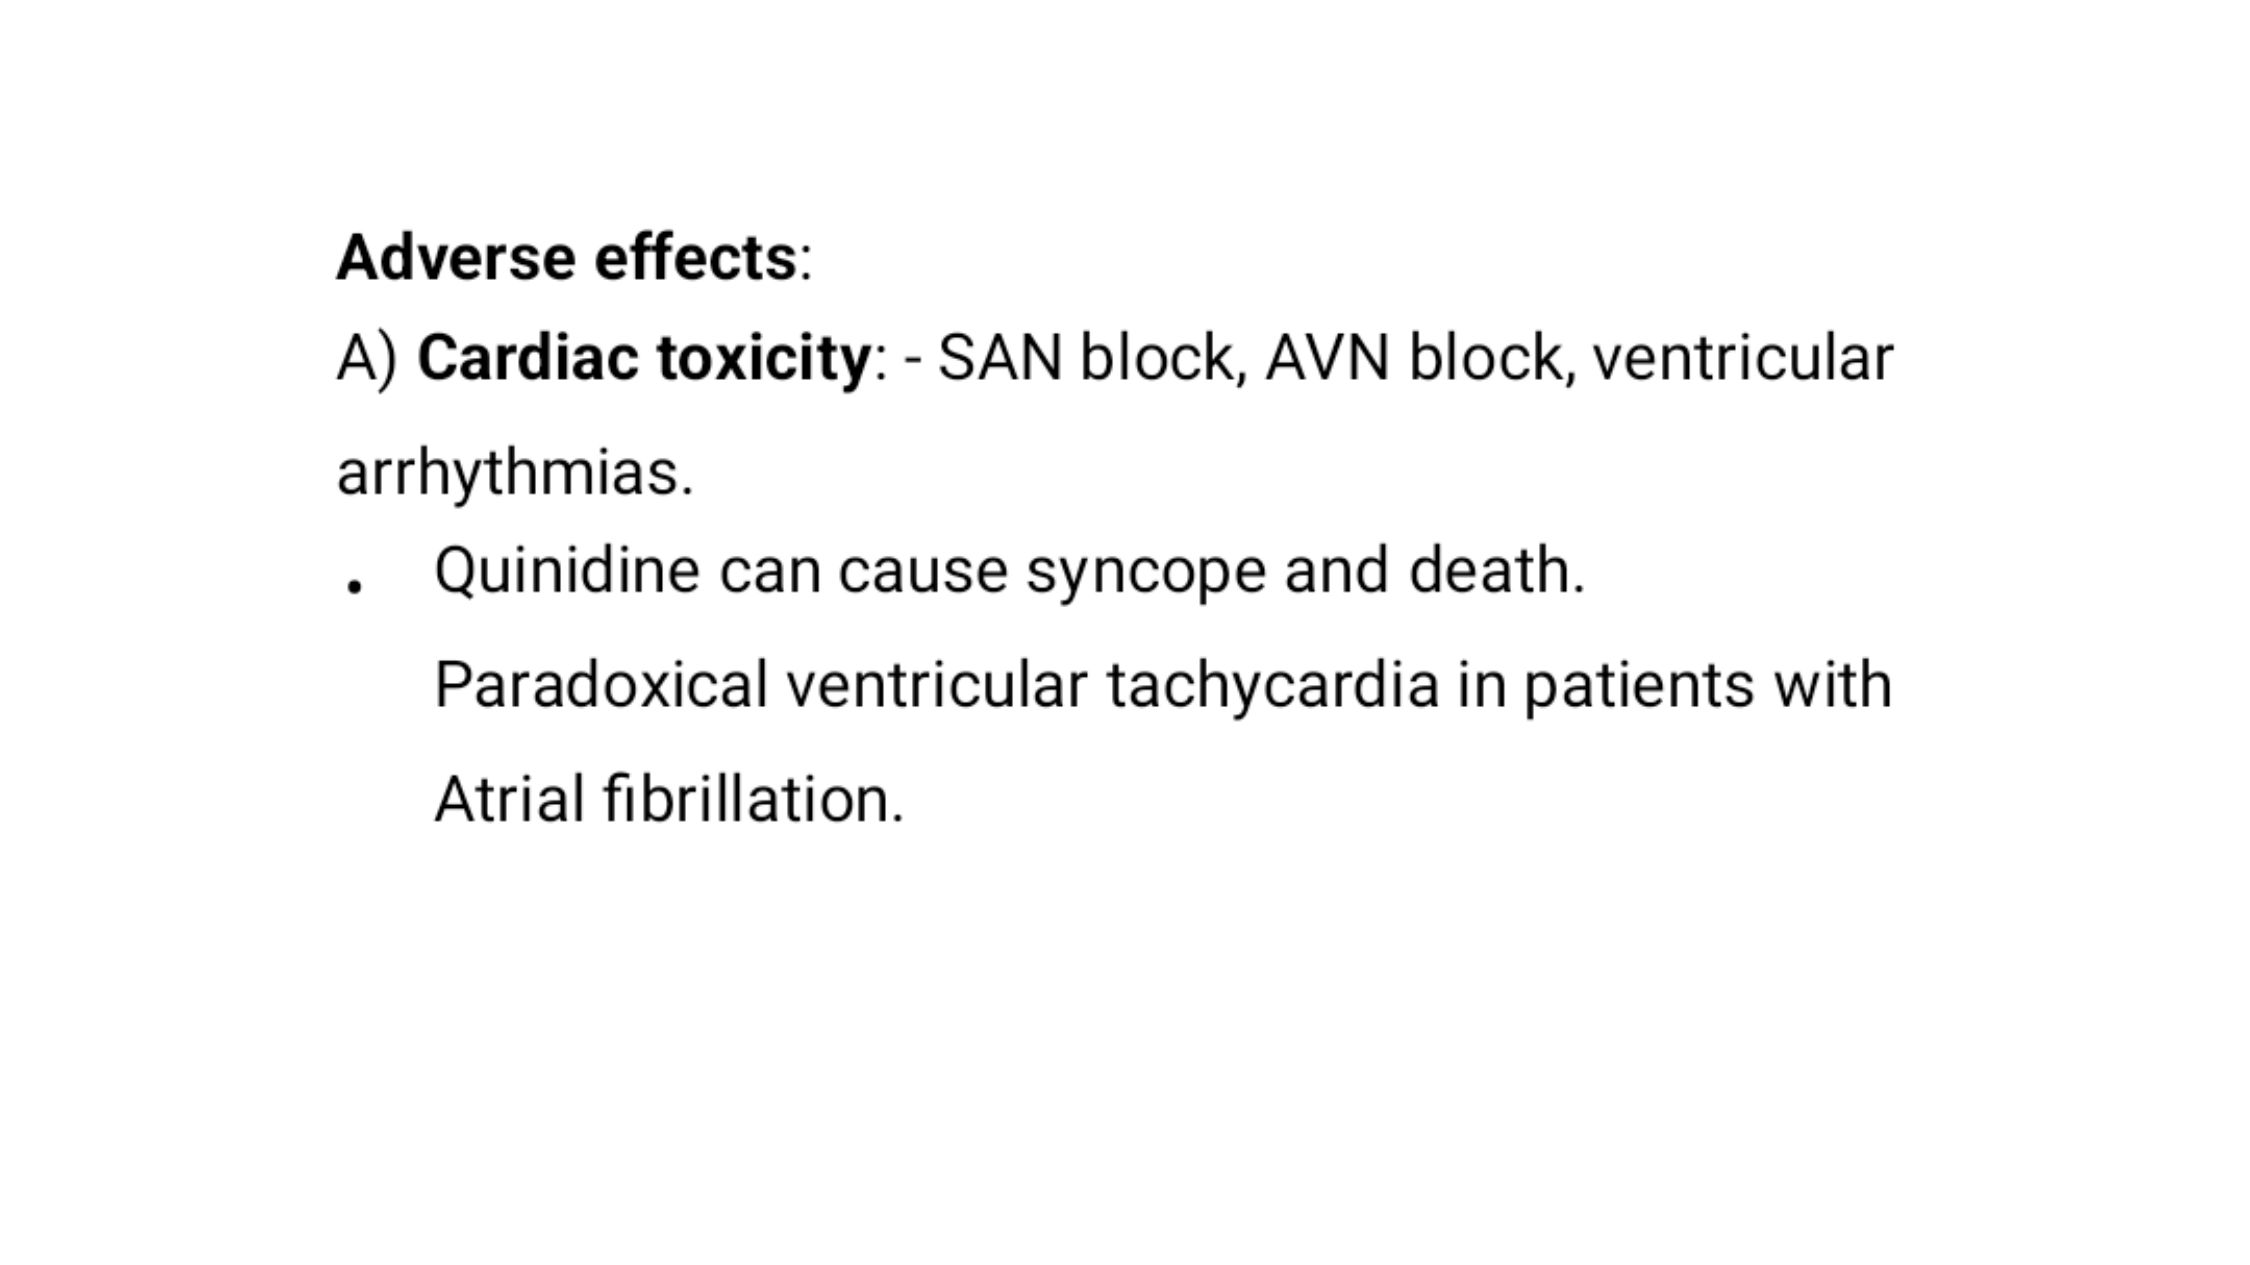 Adverse effects:
A) Cardiac toxicity: - SAN block, AVN block, ventricular
arrhythmias.
. Quinidine can cause syncope and death.
Paradoxical ventricular tachycardia in patients with
Atrial fibrillation.